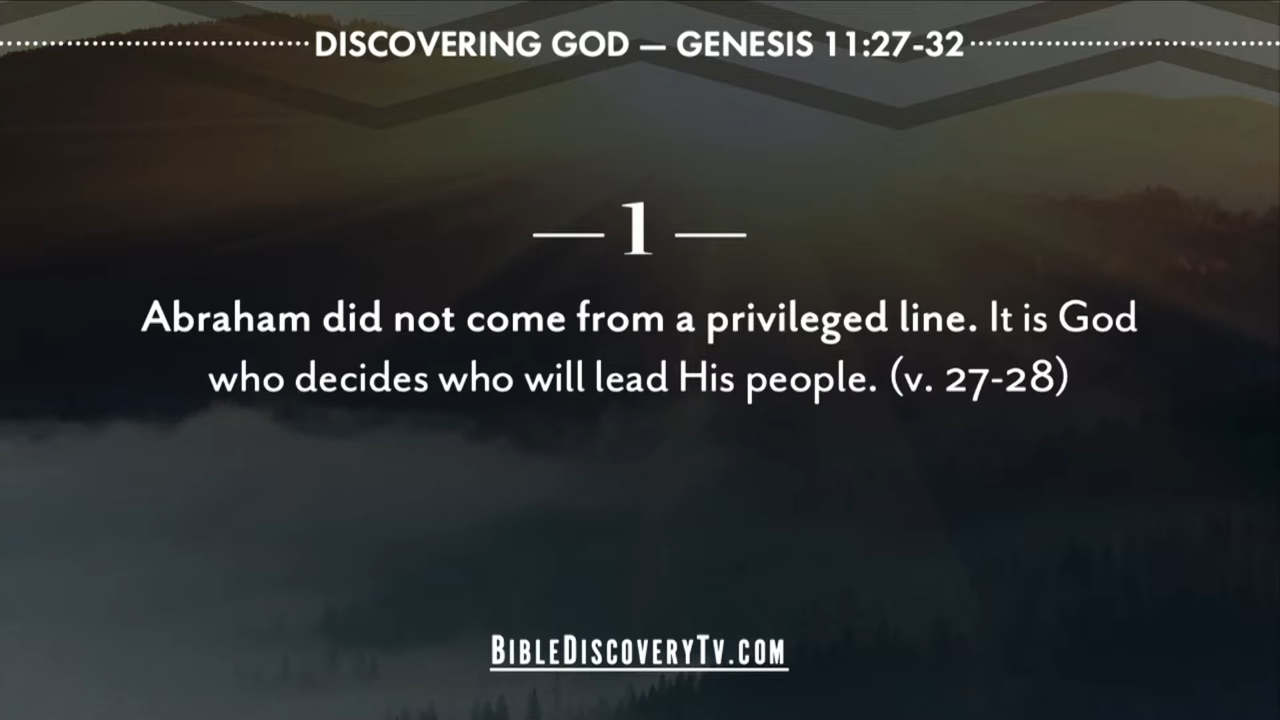 DISCOVERING GOD — GENESIS 11:27-32
— 1 —
Abraham did not come from a privileged line. It is God
who decides who will lead His people. (v. 27-28)
BIBLEDISCOVERYTV.COM